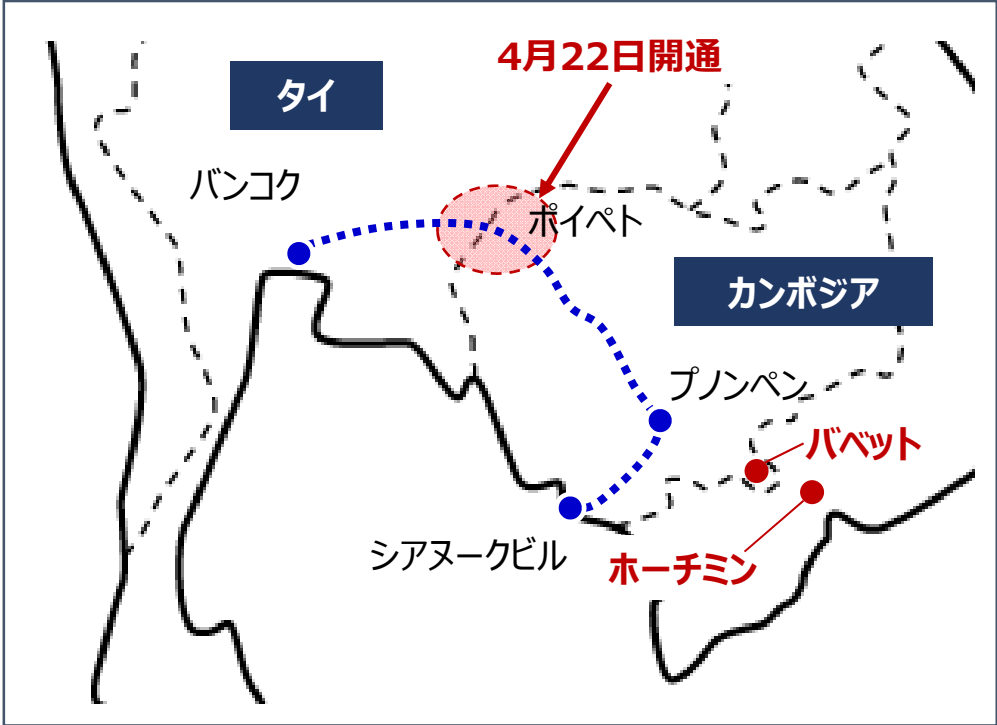 4月22日開通
タイ
バンコク
ポイペト
カンボジア
プノンペン
バベット
シアヌークビル
ホーチミン